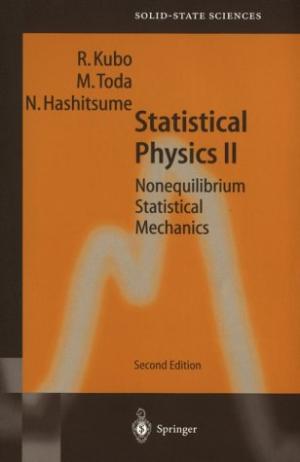 SOLID-STATE SCIENCES
R. Kubo
M. Toda
N. Hashitsume
Statistical
Physics II
Nonequilibrium
Statistical
Mechanics
Second Edition
Springer